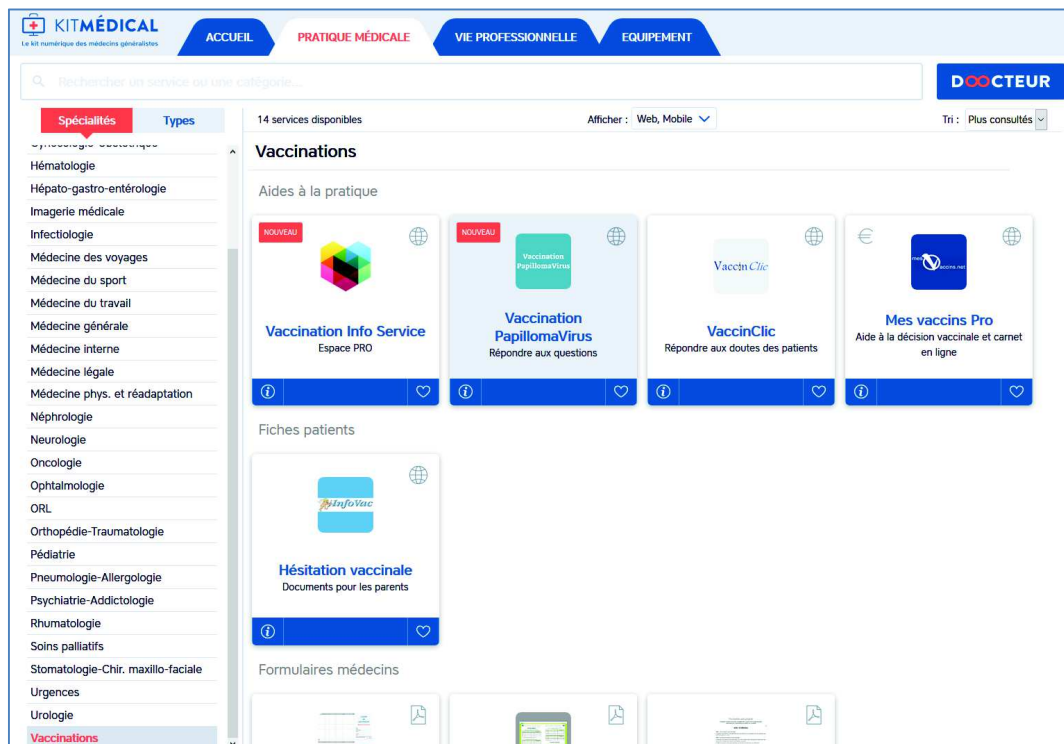 KITMÉDICAL
Le kit numérique des médecins généralistes
ACCUEIL
PRATIQUE MÉDICALE
VIE PROFESSIONNELLE
EQUIPEMENT
Rechercher un service ou une catégorie...
DOOCTEUR
Spécialités
Types
14 services disponibles
Afficher : Web, Mobile
Tri : Plus consultés
Gynécologie-Obstétrique
Hématologie
Hépato-gastro-entérologie
Imagerie médicale
Infectiologie
Médecine des voyages
Médecine du sport
Médecine du travail
Médecine générale
Médecine interne
Médecine légale
Médecine phys. et réadaptation
Néphrologie
Neurologie
Oncologie
Ophtalmologie
ORL
Orthopédie-Traumatologie
Pédiatrie
Pneumologie-Allergologie
Psychiatrie-Addictologie
Rhumatologie
Soins palliatifs
Stomatologie-Chir. maxillo-faciale
Urgences
Urologie
Vaccinations
Vaccinations
Aides à la pratique
NOUVEAU
Vaccination Info Service
Espace PRO
NOUVEAU
Vaccination
PapillomaVirus
Vaccination
PapillomaVirus
Répondre aux questions
VaccinClic
VaccinClic
Répondre aux doutes des patients
€
mes Vaccins.net
Mes vaccins Pro
Aide à la décision vaccinale et carnet
en ligne
Fiches patients
InfoVac
Hésitation vaccinale
Documents pour les parents
Formulaires médecins